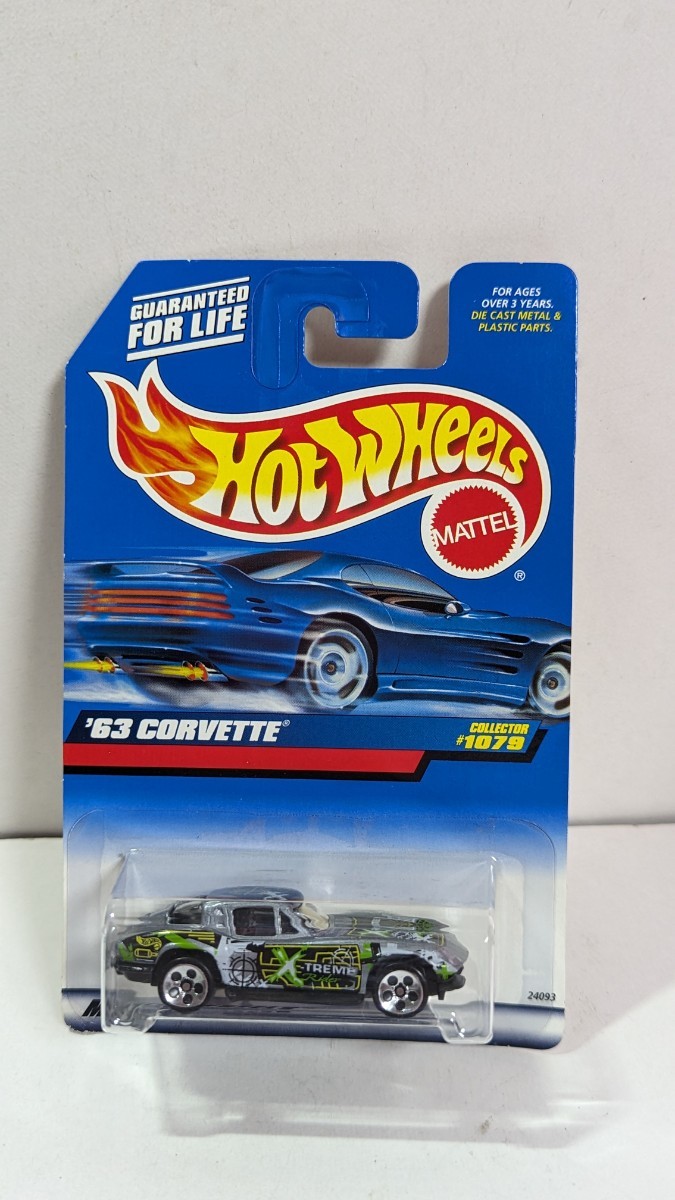 GUARANTEED
FOR LIFE
FOR AGES
OVER 3 YEARS.
DIE CAST METAL &
PLASTIC PARTS.
HOT WHEELS
MATTEL
®
'63 CORVETTE®
COLLECTOR
#1079
X-TREME
24093
M